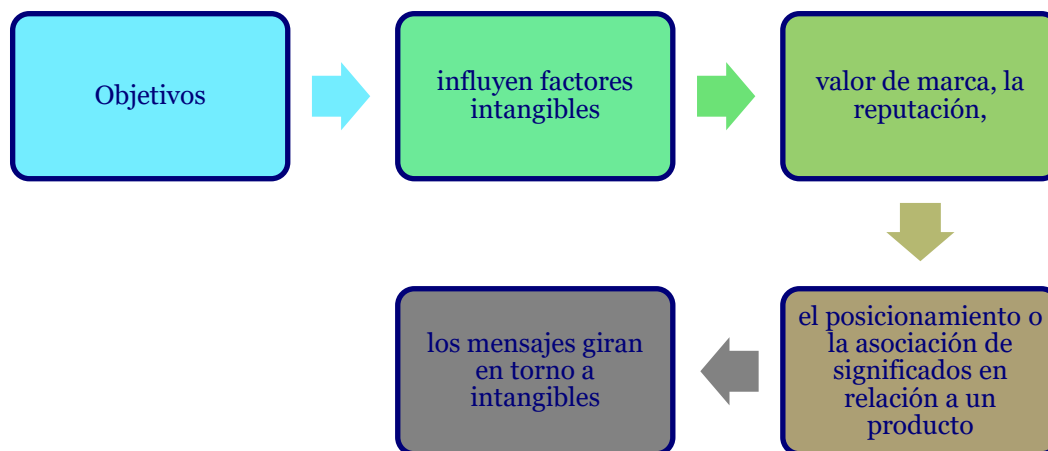 Objetivos
influyen factores
intangibles
valor de marca, la
reputación,
el posicionamiento o
la asociación de
significados en
relación a un
producto
los mensajes giran
en torno a
intangibles